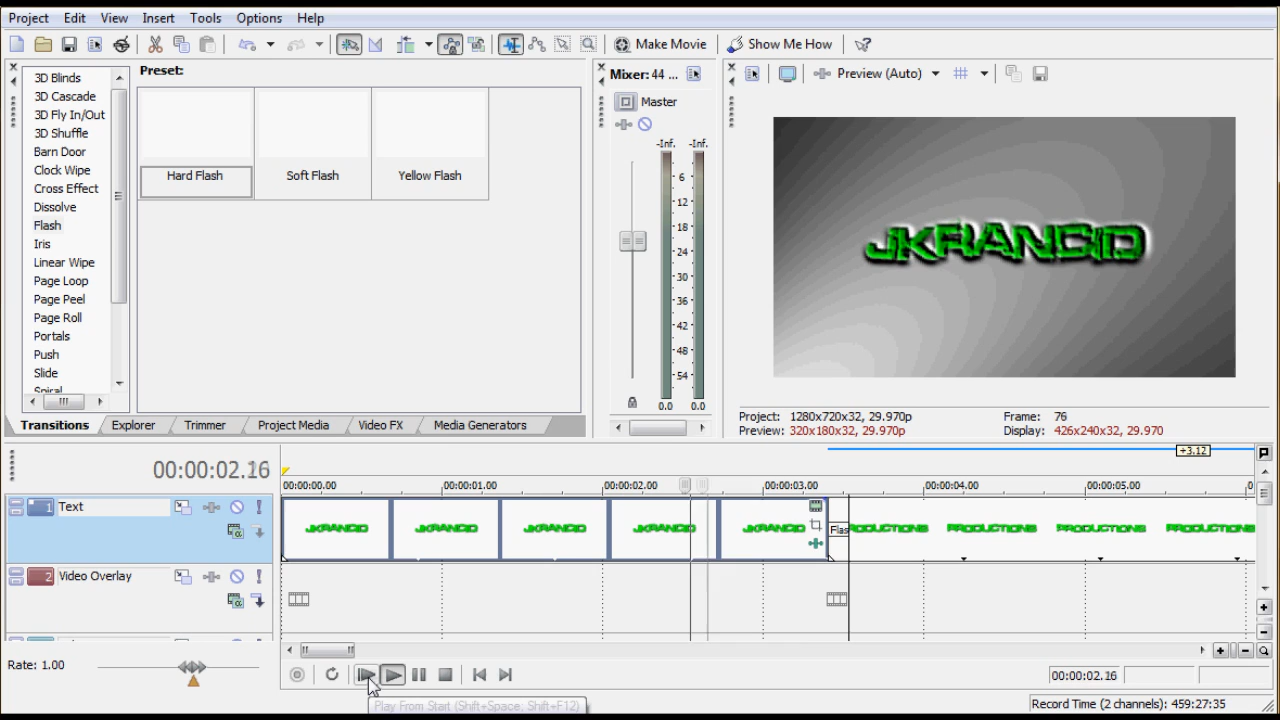 Project Edit View Insert Tools Options Help
Make Movie Show Me How
3D Blinds
3D Cascade
3D Fly In/Out
3D Shuffle
Barn Door
Clock Wipe
Cross Effect
Dissolve
Flash
Iris
Linear Wipe
Page Loop
Page Peel
Page Roll
Portals
Push
Slide
Spiral
Preset:
Hard Flash Soft Flash Yellow Flash
Transitions Explorer Trimmer Project Media Video FX Media Generators
Mixer: 44 ...
Master
-Inf. -Inf.
6
12
18
24
30
36
42
48
54
0.0 0.0
Preview (Auto)
JKRANCID
Project: 1280x720x32, 29.970p Frame: 76
Preview: 320x180x32, 29.970p Display: 426x240x32, 29.970
00:00:02.16
+3.12
00:00:00.00 00:00:01.00 00:00:02.00 00:00:03.00 00:00:04.00 00:00:05.00 0
1 Text
JKRANCID JKRANCID JKRANCID JKRANCID JKRANCID Flas PRODUCTIONS PRODUCTIONS PRODUCTIONS PRODUCTIONS
2 Video Overlay
Rate: 1.00
00:00:02.16
Play From Start (Shift+Space, Shift+F12)
Record Time (2 channels): 459:27:35